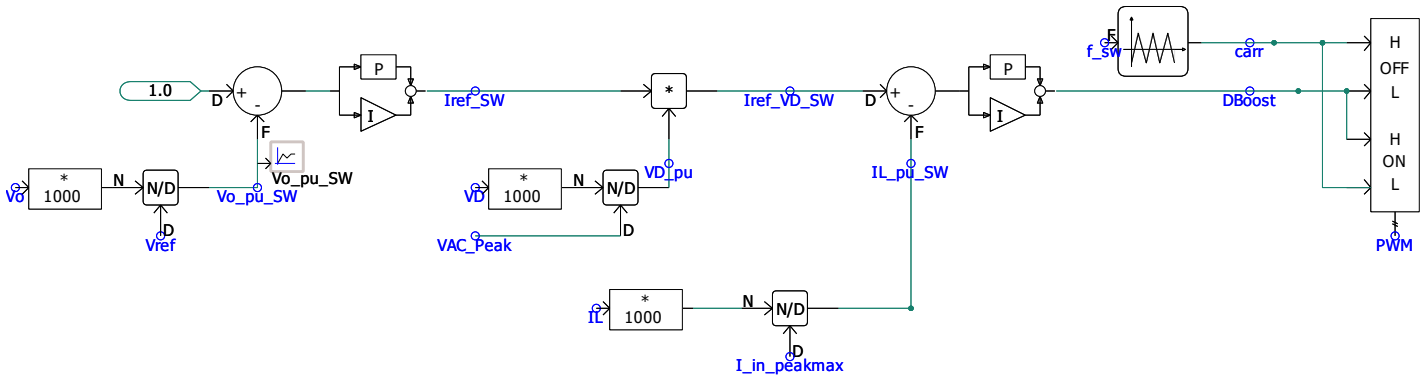 1.0
D
+
-
F
P
I
Iref_SW
*
Iref_VD_SW
D
+
-
F
P
I
F
f_sw
carr
DBoost
H
OFF
L
H
ON
L
PWM
Vo_pu_SW
Vo
*
1000
N
N/D
D
Vref
Vo_pu_SW
VD
*
1000
N
N/D
D
VD_pu
VAC_Peak
IL_pu_SW
IL
*
1000
N
N/D
D
I_in_peakmax